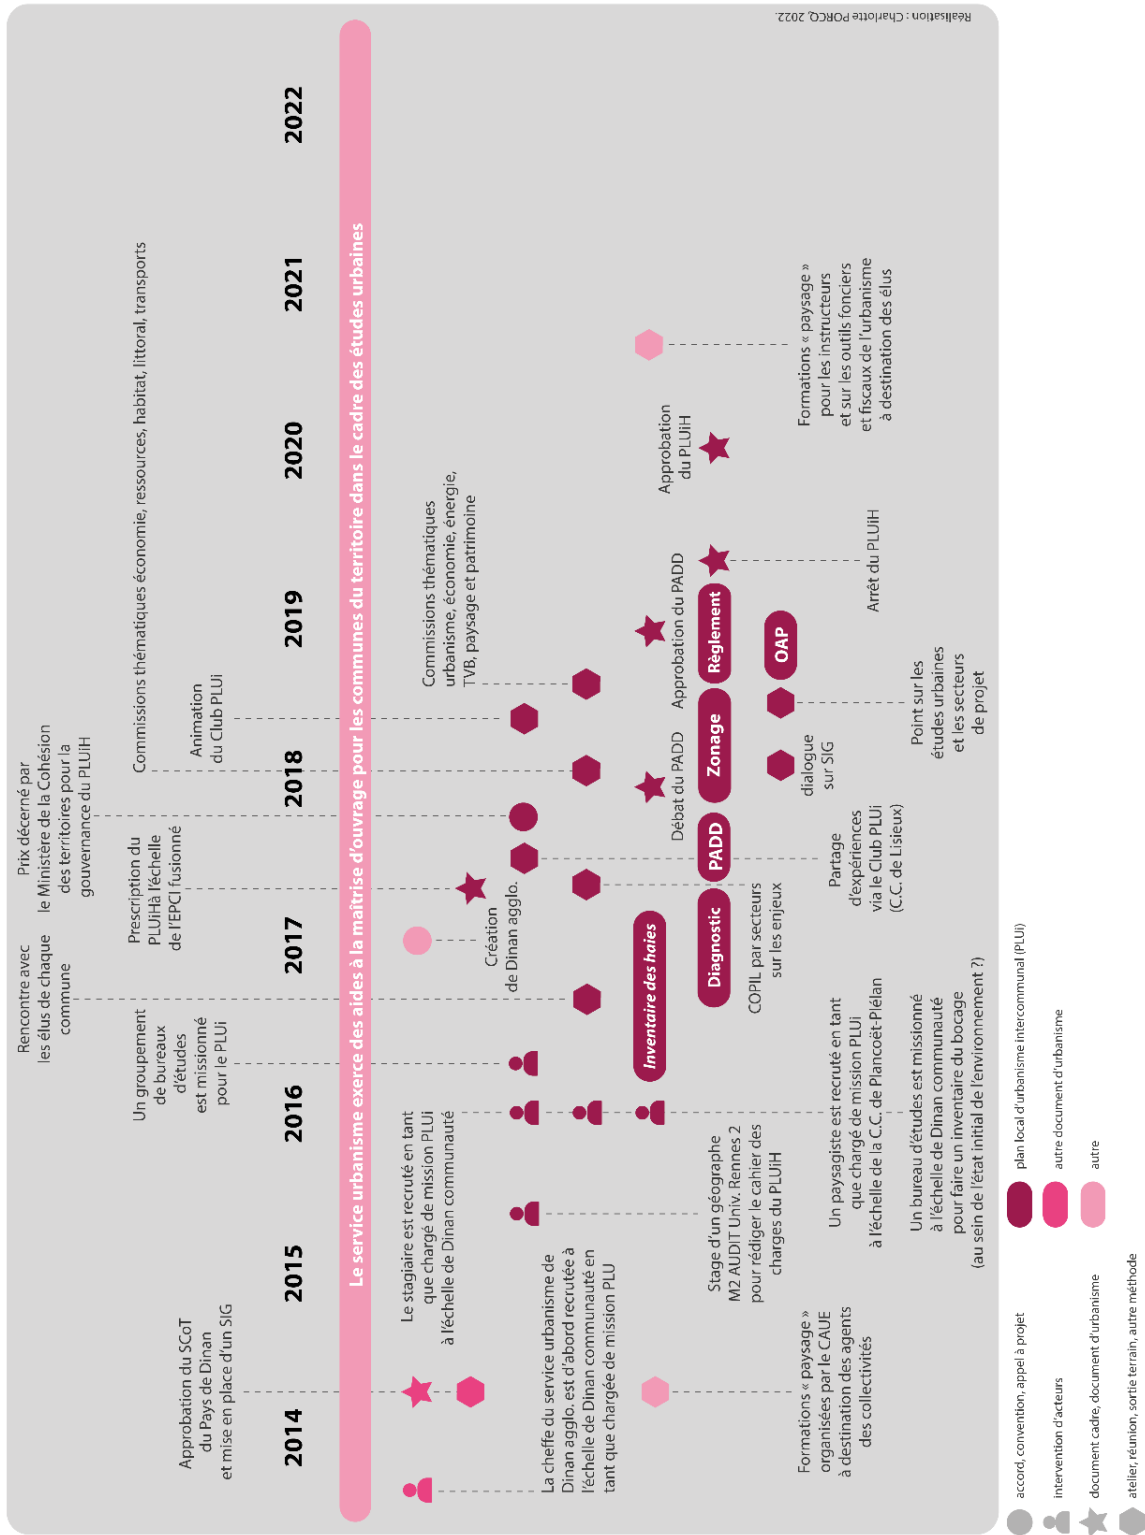 Réalisation : Charlotte PORCQ, 2022.
2014
2015
2016
2017
2018
2019
2020
2021
2022
Le service urbanisme exerce des aides à la maîtrise d'ouvrage pour les communes du territoire dans le cadre des études urbaines
Approbation du SCoT
du Pays de Dinan
et mise en place d'un SIG
Un groupement
de bureaux
d'études
est missionné
pour le PLUi
Rencontre avec
les élus de chaque
commune
Prescription du
PLUiHà l'échelle
de l'EPCI fusionné
Prix décerné par
le Ministère de la Cohésion
des territoires pour la
gouvernance du PLUiH
Commissions thématiques économie, ressources, habitat, littoral, transports
Animation
du Club PLUi
La cheffe du service urbanisme de
Dinan agglo. est d'abord recrutée à
l'échelle de Dinan communauté en
tant que chargée de mission PLU
Le stagiaire est recruté en tant
que chargé de mission PLUi
à l'échelle de Dinan communauté
Création
de Dinan agglo.
Commissions thématiques
urbanisme, économie, énergie,
TVB, paysage et patrimoine
Inventaire des haies
Débat du PADD
Approbation du PADD
Approbation
du PLUiH
Diagnostic
PADD
Zonage
Règlement
OAP
Formations « paysage »
organisées par le CAUE
à destination des agents
des collectivités
Stage d'un géographe
M2 AUDIT Univ. Rennes 2
pour rédiger le cahier des
charges du PLUiH
Un paysagiste est recruté en tant
que chargé de mission PLUi
à l'échelle de la C.C. de Plancoët-Plélan
Un bureau d'études est missionné
à l'échelle de Dinan communauté
pour faire un inventaire du bocage
(au sein de l'état initial de l'environnement ?)
COPIL par secteurs
sur les enjeux
Partage
d'expériences
via le Club PLUi
(C.C. de Lisieux)
dialogue
sur SIG
Point sur les
études urbaines
et les secteurs
de projet
Arrêt du PLUiH
Formations « paysage »
pour les instructeurs
et sur les outils fonciers
et fiscaux de l'urbanisme
à destination des élus
accord, convention, appel à projet
intervention d'acteurs
document cadre, document d'urbanisme
atelier, réunion, sortie terrain, autre méthode
plan local d'urbanisme intercommunal (PLUi)
autre document d'urbanisme
autre